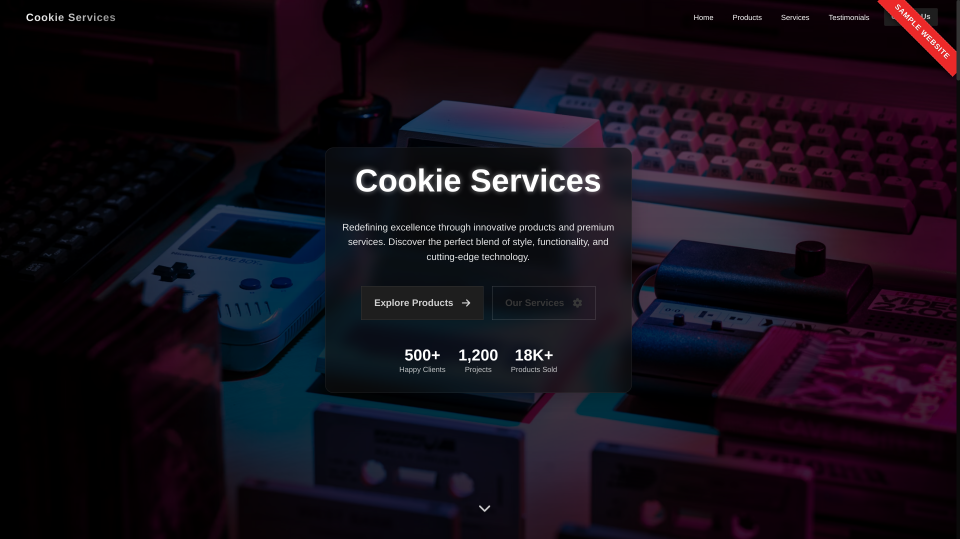 Cookie Services
Home
Products
Services
Testimonials
Us
SAMPLE WEBSITE
Cookie Services
Redefining excellence through innovative products and premium
services. Discover the perfect blend of style, functionality, and
cutting-edge technology.
Explore Products
Our Services
500+
Happy Clients
1,200
Projects
18K+
Products Sold